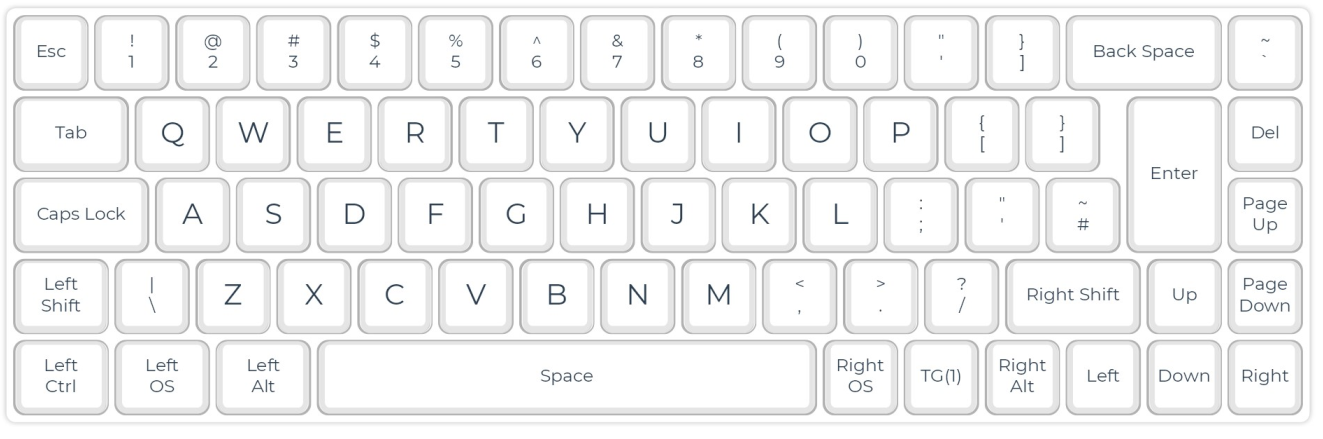 Esc ! 1 @ 2 # 3 $ 4 % 5 ^ 6 & 7 * 8 ( 9 ) 0 " ' } ] Back Space ~ `
Tab Q W E R T Y U I O P { [ } ] Enter Del
Caps Lock A S D F G H J K L : ; " ' ~ # Page Up
Left Shift | \ Z X C V B N M < , > . ? / Right Shift Up Page Down
Left Ctrl Left OS Left Alt Space Right OS TG(1) Right Alt Left Down Right